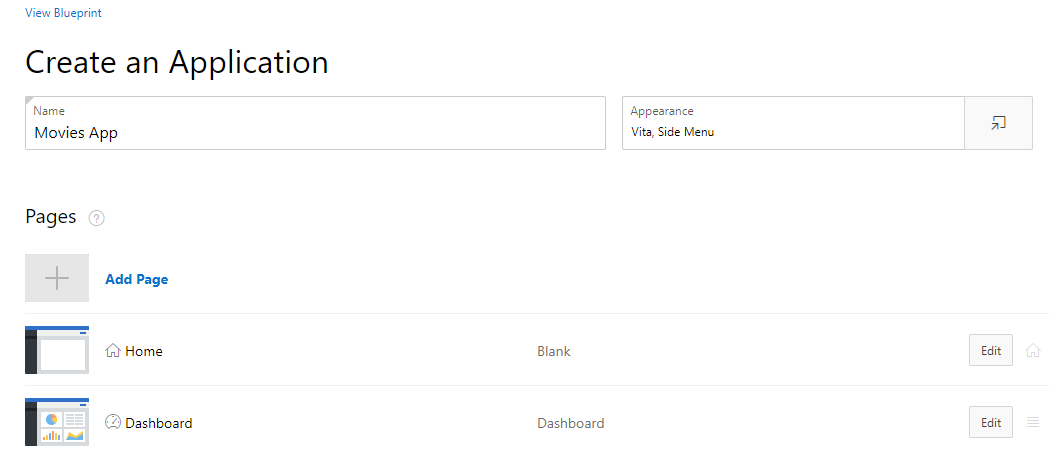 View Blueprint
Create an Application
Name
Movies App
Appearance
Vita, Side Menu
Pages ?
Add Page
Home Blank Edit
Dashboard Dashboard Edit